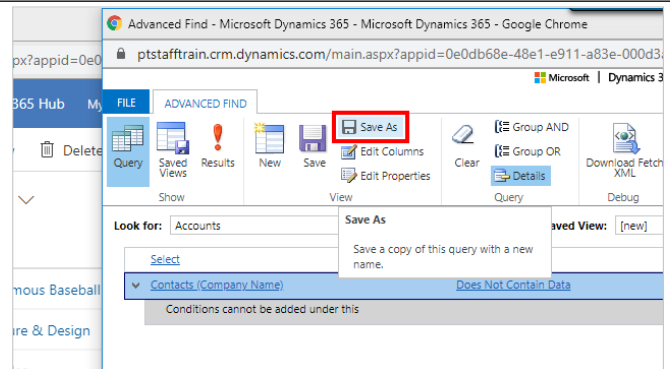 Advanced Find - Microsoft Dynamics 365 - Microsoft Dynamics 365 - Google Chrome
px?appid=0e0
ptstafftrain.crm.dynamics.com/main.aspx?appid=0e0db68e-48e1-e911-a83e-000d3a
Microsoft | Dynamics 3
365 Hub My
FILE ADVANCED FIND
Delete
Query
Saved Views
Results
New
Save
Save As
Edit Columns
Edit Properties
Clear
Group AND
Group OR
Details
Download Fetch XML
Show View Query Debug
Save As
Save a copy of this query with a new
name.
Look for: Accounts
aved View: [new]
Select
mous Baseball
Contacts (Company Name) Does Not Contain Data
Conditions cannot be added under this
ure & Design